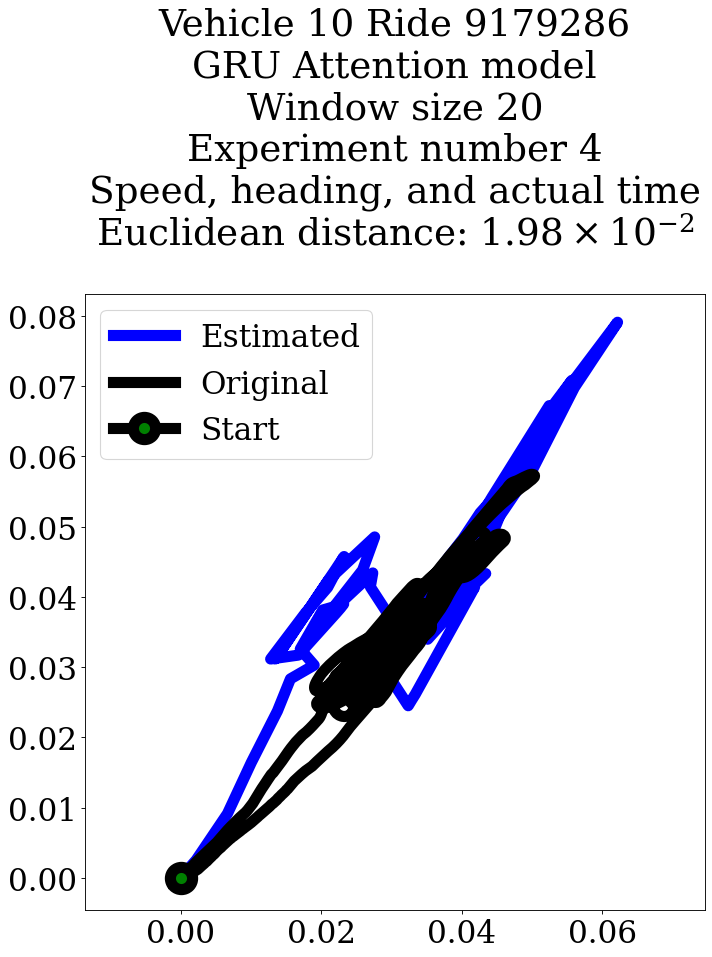 Vehicle 10 Ride 9179286
GRU Attention model
Window size 20
Experiment number 4
Speed, heading, and actual time
Euclidean distance: 1.98 × 10⁻²
Estimated
Original
Start
0.08
0.07
0.06
0.05
0.04
0.03
0.02
0.01
0.00
0.00 0.02 0.04 0.06